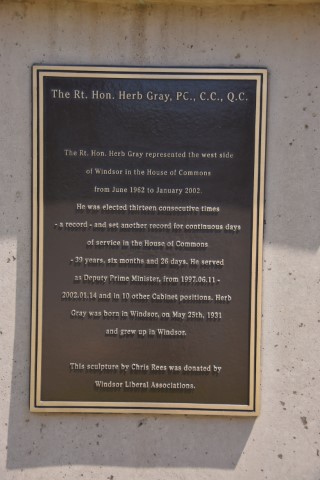 The Rt. Hon. Herb Gray, P.C., C.C., Q.C.
The Rt. Hon. Herb Gray represented the west side
of Windsor in the House of Commons
from June 1962 to January 2002.
He was elected thirteen consecutive times
- a record - and set another record for continuous days
of service in the House of Commons
- 39 years, six months and 26 days. He served
as Deputy Prime Minister, from 1997.06.11 -
2002.01.14 and in 10 other Cabinet positions. Herb
Gray was born in Windsor, on May 25th, 1931
and grew up in Windsor.
This sculpture by Chris Rees was donated by
Windsor Liberal Associations.